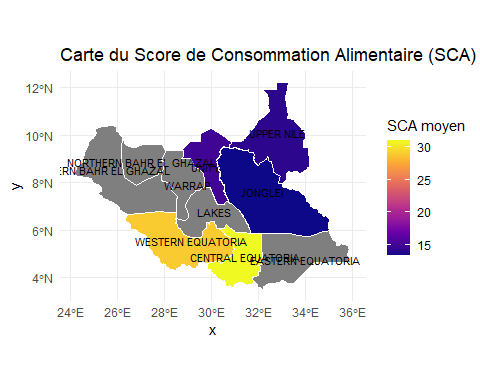 Carte du Score de Consommation Alimentaire (SCA)
12°N
10°N
8°N
6°N
4°N
y
UPPER NILE
NORTHERN BAHR EL GHAZAL
ERN BAHR EL GHAZAL
WARRAP
JONGLEI
LAKES
WESTERN EQUATORIA
CENTRAL EQUATORIA
EASTERN EQUATORIA
24°E
26°E
28°E
30°E
32°E
34°E
36°E
x
SCA moyen
30
25
20
15